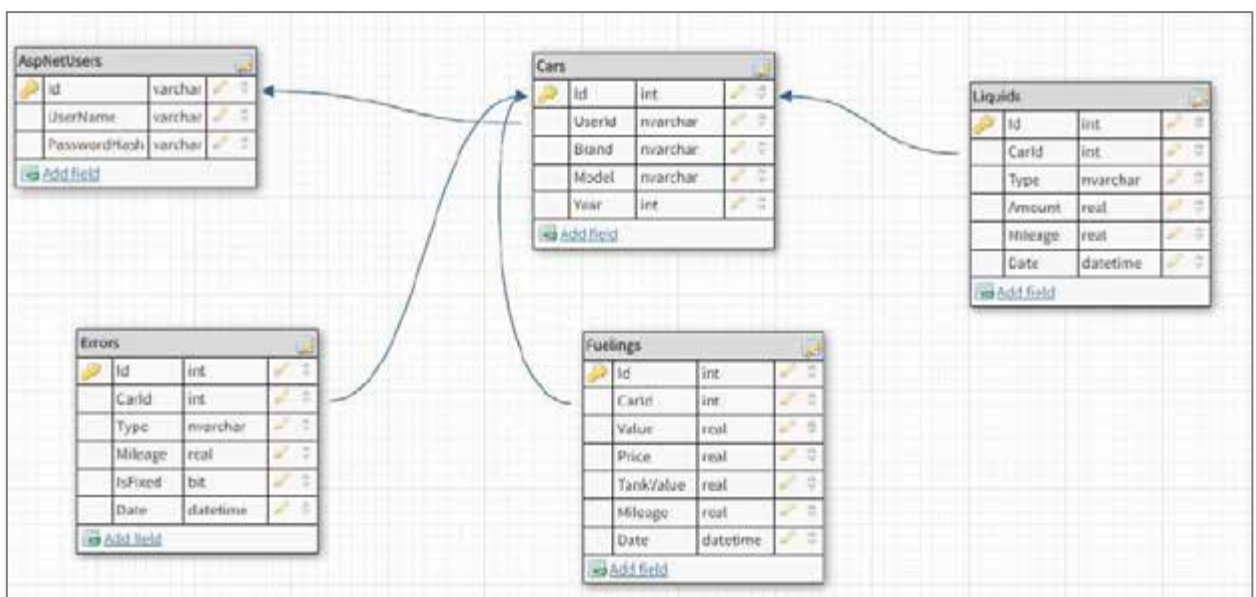 AspNetUsers
Id varchar
UserName varchar
PasswordHash varchar
Add field
Cars
Id int
UserId nvarchar
Brand nvarchar
Model nvarchar
Year int
Add field
Liquids
Id int
CarId int
Type nvarchar
Amount real
Mileage real
Date datetime
Add field
Errors
Id int
CarId int
Type nvarchar
Mileage real
IsFixed bit
Date datetime
Add field
Fuelings
Id int
CarId int
Value real
Price real
TankValue real
Mileage real
Date datetime
Add field